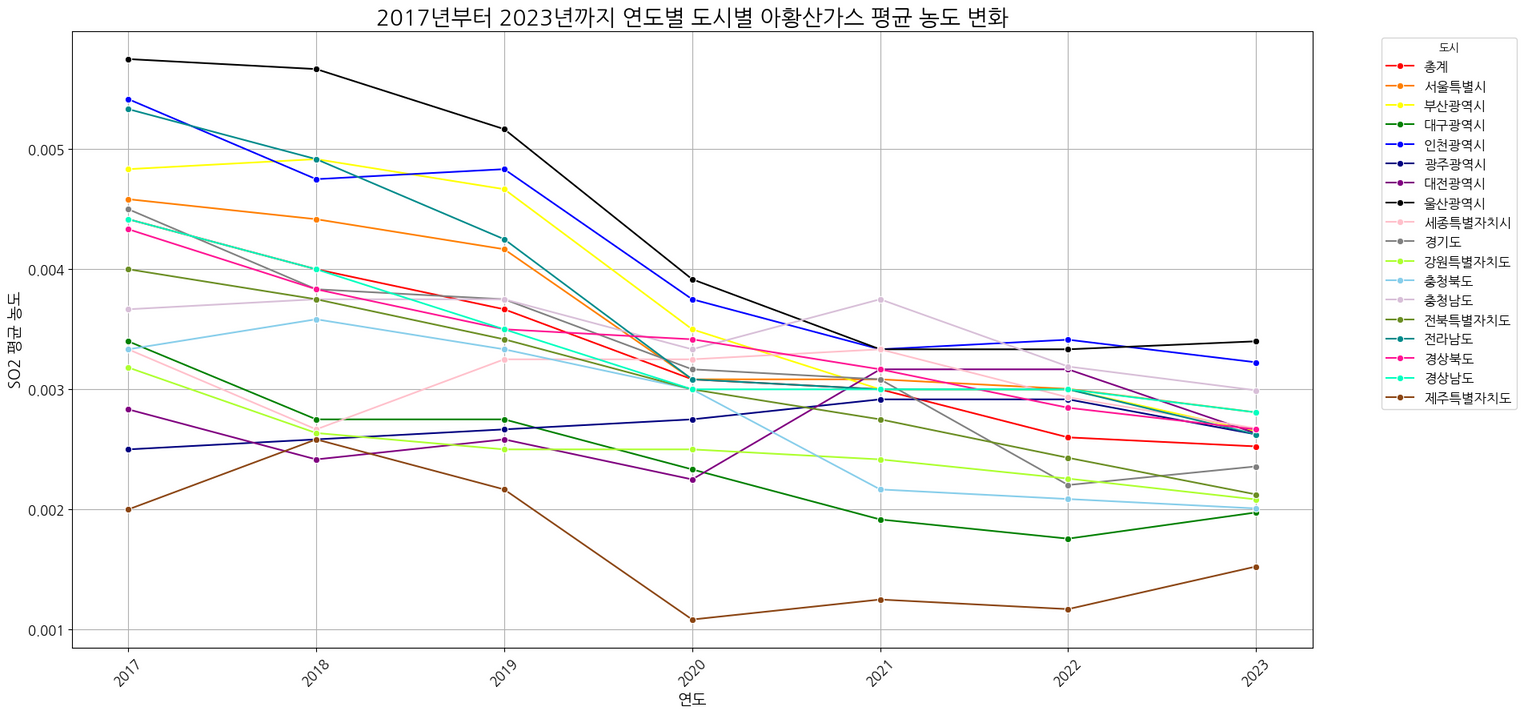 2017년부터 2023년까지 연도별 도시별 아황산가스 평균 농도 변화
SO2 평균 농도
0.005
0.004
0.003
0.002
0.001
2017
2018
2019
2020
2021
2022
2023
연도
도시
총계
서울특별시
부산광역시
대구광역시
인천광역시
광주광역시
대전광역시
울산광역시
세종특별자치시
경기도
강원특별자치도
충청북도
충청남도
전북특별자치도
전라남도
경상북도
경상남도
제주특별자치도